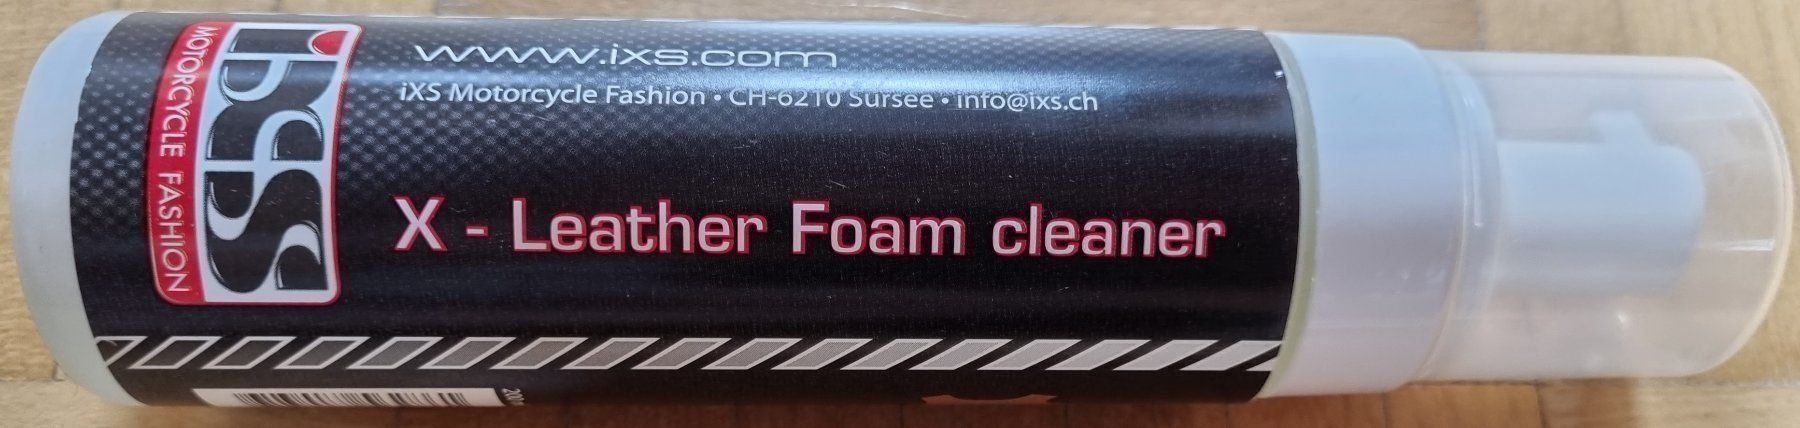 iXS
MOTORCYCLE FASHION
www.ixs.com
iXS Motorcycle Fashion • CH-6210 Sursee • info@ixs.ch
X - Leather Foam cleaner